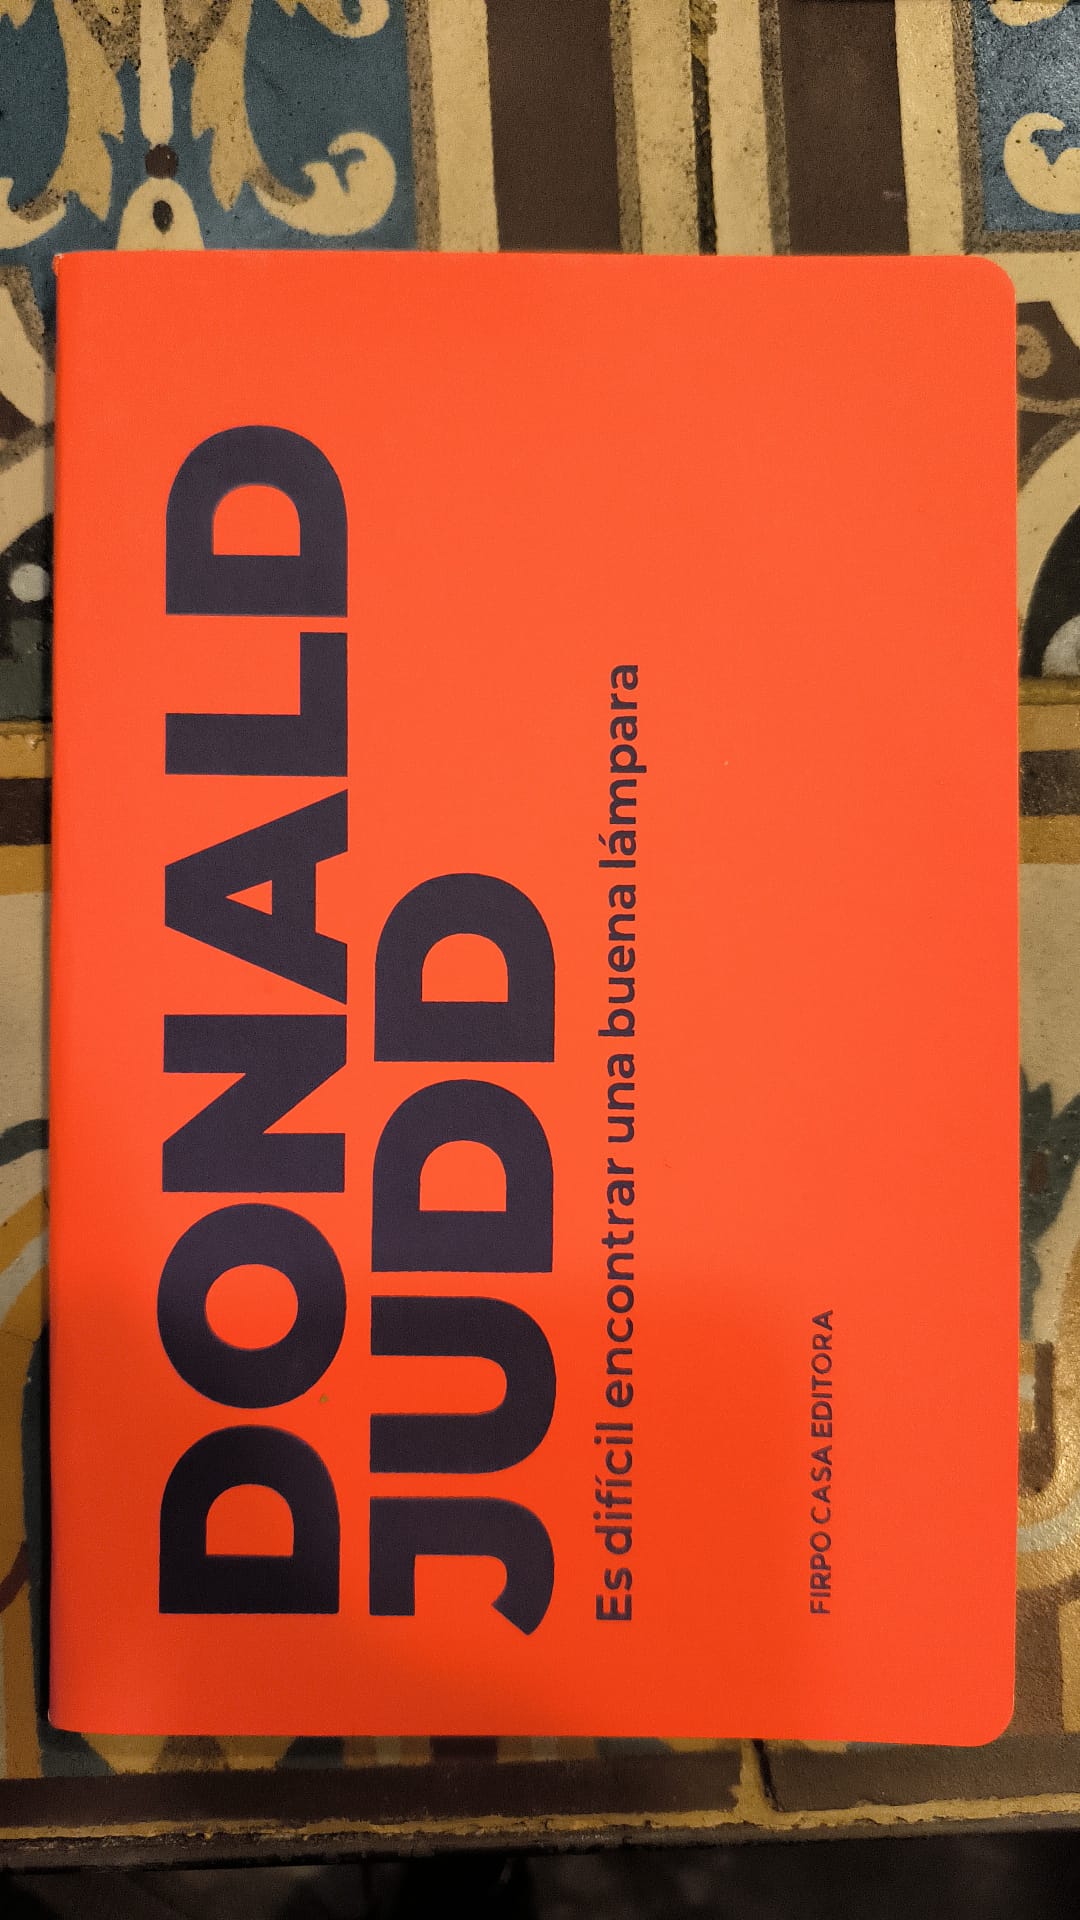 DONALD
JUDD
Es difícil encontrar una buena lámpara
FIRPO CASA EDITORA